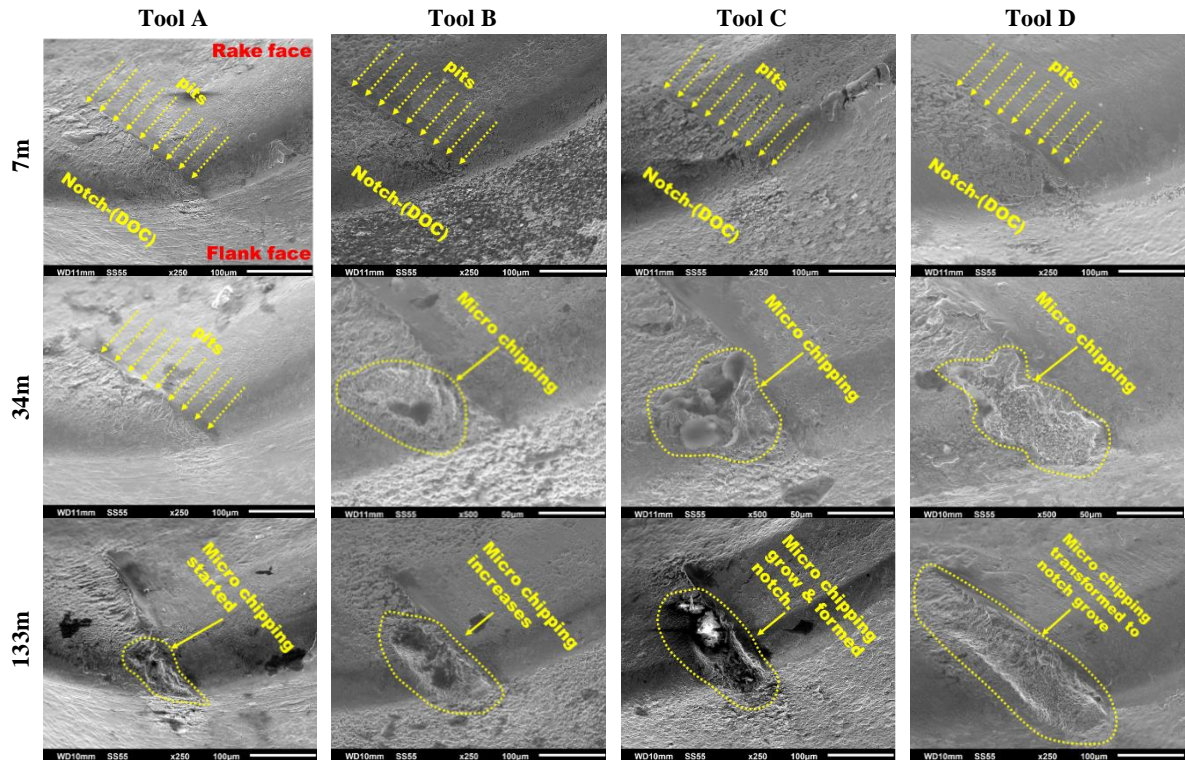 Tool A
Tool B
Tool C
Tool D
7m
Rake face
pits
Notch-(DOC)
Flank face
WD11mm SS55 x250 100µm
pits
Notch-(DOC)
WD11mm SS55 x250 100µm
pits
Notch-(DOC)
WD11mm SS55 x250 100µm
pits
Notch-(DOC)
WD11mm SS55 x250 100µm
34m
pits
WD11mm SS55 x250 100µm
Micro chipping
WD11mm SS55 x500 50µm
Micro chipping
WD11mm SS55 x500 50µm
Micro chipping
WD10mm SS55 x500 50µm
133m
Micro chipping
started
WD10mm SS55 x250 100µm
Micro chipping
increases
WD10mm SS55 x250 100µm
Micro chipping
grow & formed
notch.
WD10mm SS55 x250 100µm
Micro chipping
transformed to
notch grove
WD10mm SS55 x250 100µm